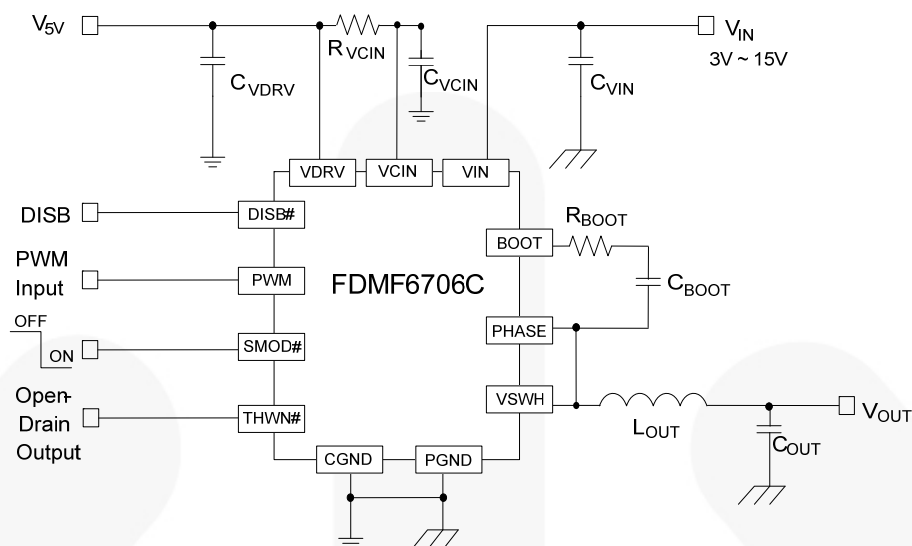 V5V
RVCIN
VIN
3V ~ 15V
CVDRV
CVCIN
CVIN
VDRV
VCIN
VIN
DISB
DISB#
RBOOT
BOOT
PWM
Input
PWM
FDMF6706C
CBOOT
OFF
ON
SMOD#
PHASE
Open-
Drain
Output
THWN#
VSWH
LOUT
VOUT
COUT
CGND
PGND